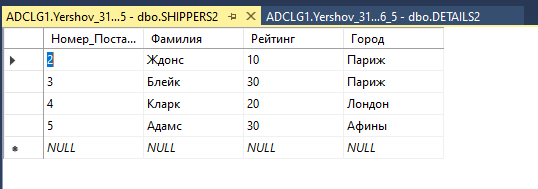 ADCLG1.Yershov_31...5 - dbo.SHIPPERS2 ADCLG1.Yershov_31...6_5 - dbo.DETAILS2
Номер_Поста... Фамилия Рейтинг Город
2 Ждонс 10 Париж
3 Блейк 30 Париж
4 Кларк 20 Лондон
5 Адамс 30 Афины
NULL NULL NULL NULL